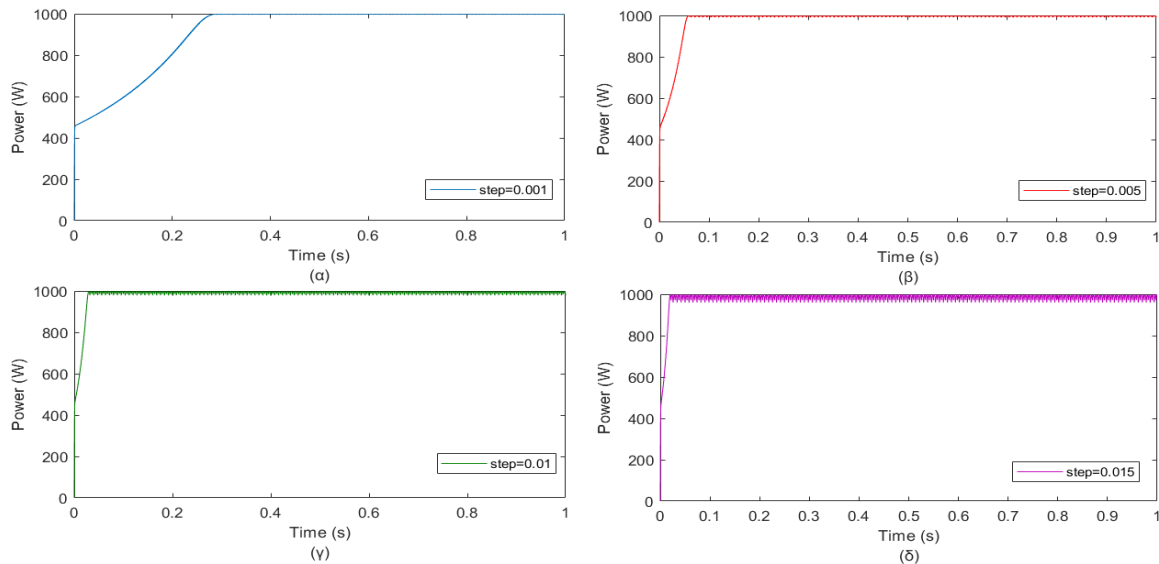 1000
800
600
400
200
0
Power (W)
step=0.001
0 0.2 0.4 0.6 0.8 1
Time (s)
(α)
1000
800
600
400
200
0
Power (W)
step=0.005
0 0.1 0.2 0.3 0.4 0.5 0.6 0.7 0.8 0.9 1
Time (s)
(β)
1000
800
600
400
200
0
Power (W)
step=0.01
0 0.2 0.4 0.6 0.8 1
Time (s)
(γ)
1000
800
600
400
200
0
Power (W)
step=0.015
0 0.1 0.2 0.3 0.4 0.5 0.6 0.7 0.8 0.9 1
Time (s)
(δ)